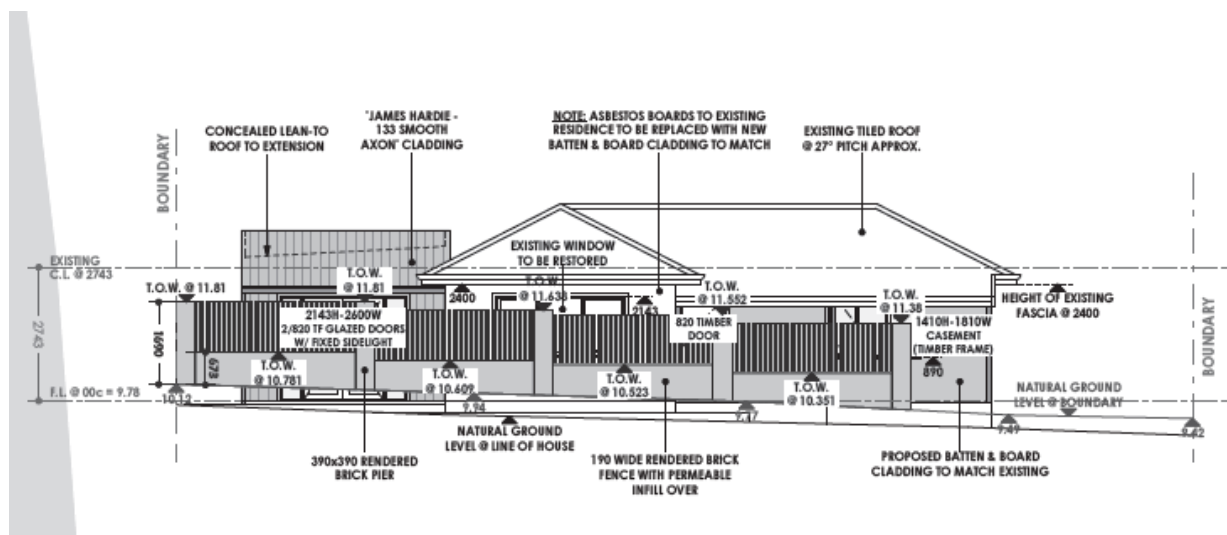 BOUNDARY
CONCEALED LEAN-TO
ROOF TO EXTENSION
"JAMES HARDIE -
133 SMOOTH
AXON" CLADDING
NOTE: ASBESTOS BOARDS TO EXISTING
RESIDENCE TO BE REPLACED WITH NEW
BATTEN & BOARD CLADDING TO MATCH
EXISTING TILED ROOF
@ 27° PITCH APPROX.
BOUNDARY
EXISTING
C.L. @ 2743
EXISTING WINDOW
TO BE RESTORED
T.O.W. @ 11.81
T.O.W.
@ 11.81
2400
T.O.W.
@ 11.638
2143
T.O.W.
@ 11.552
T.O.W.
@ 11.38
HEIGHT OF EXISTING
FASCIA @ 2400
2743
1690
673
2143H-2600W
2/820 TF GLAZED DOORS
W/ FIXED SIDELIGHT
820 TIMBER
DOOR
1410H-1810W
CASEMENT
(TIMBER FRAME)
890
T.O.W.
@ 10.781
T.O.W.
@ 10.609
T.O.W.
@ 10.523
T.O.W.
@ 10.351
F.L. @ 00c = 9.78
10.12
9.94
9.49
9.42
NATURAL GROUND
LEVEL @ BOUNDARY
NATURAL GROUND
LEVEL @ LINE OF HOUSE
390x390 RENDERED
BRICK PIER
190 WIDE RENDERED BRICK
FENCE WITH PERMEABLE
INFILL OVER
PROPOSED BATTEN & BOARD
CLADDING TO MATCH EXISTING